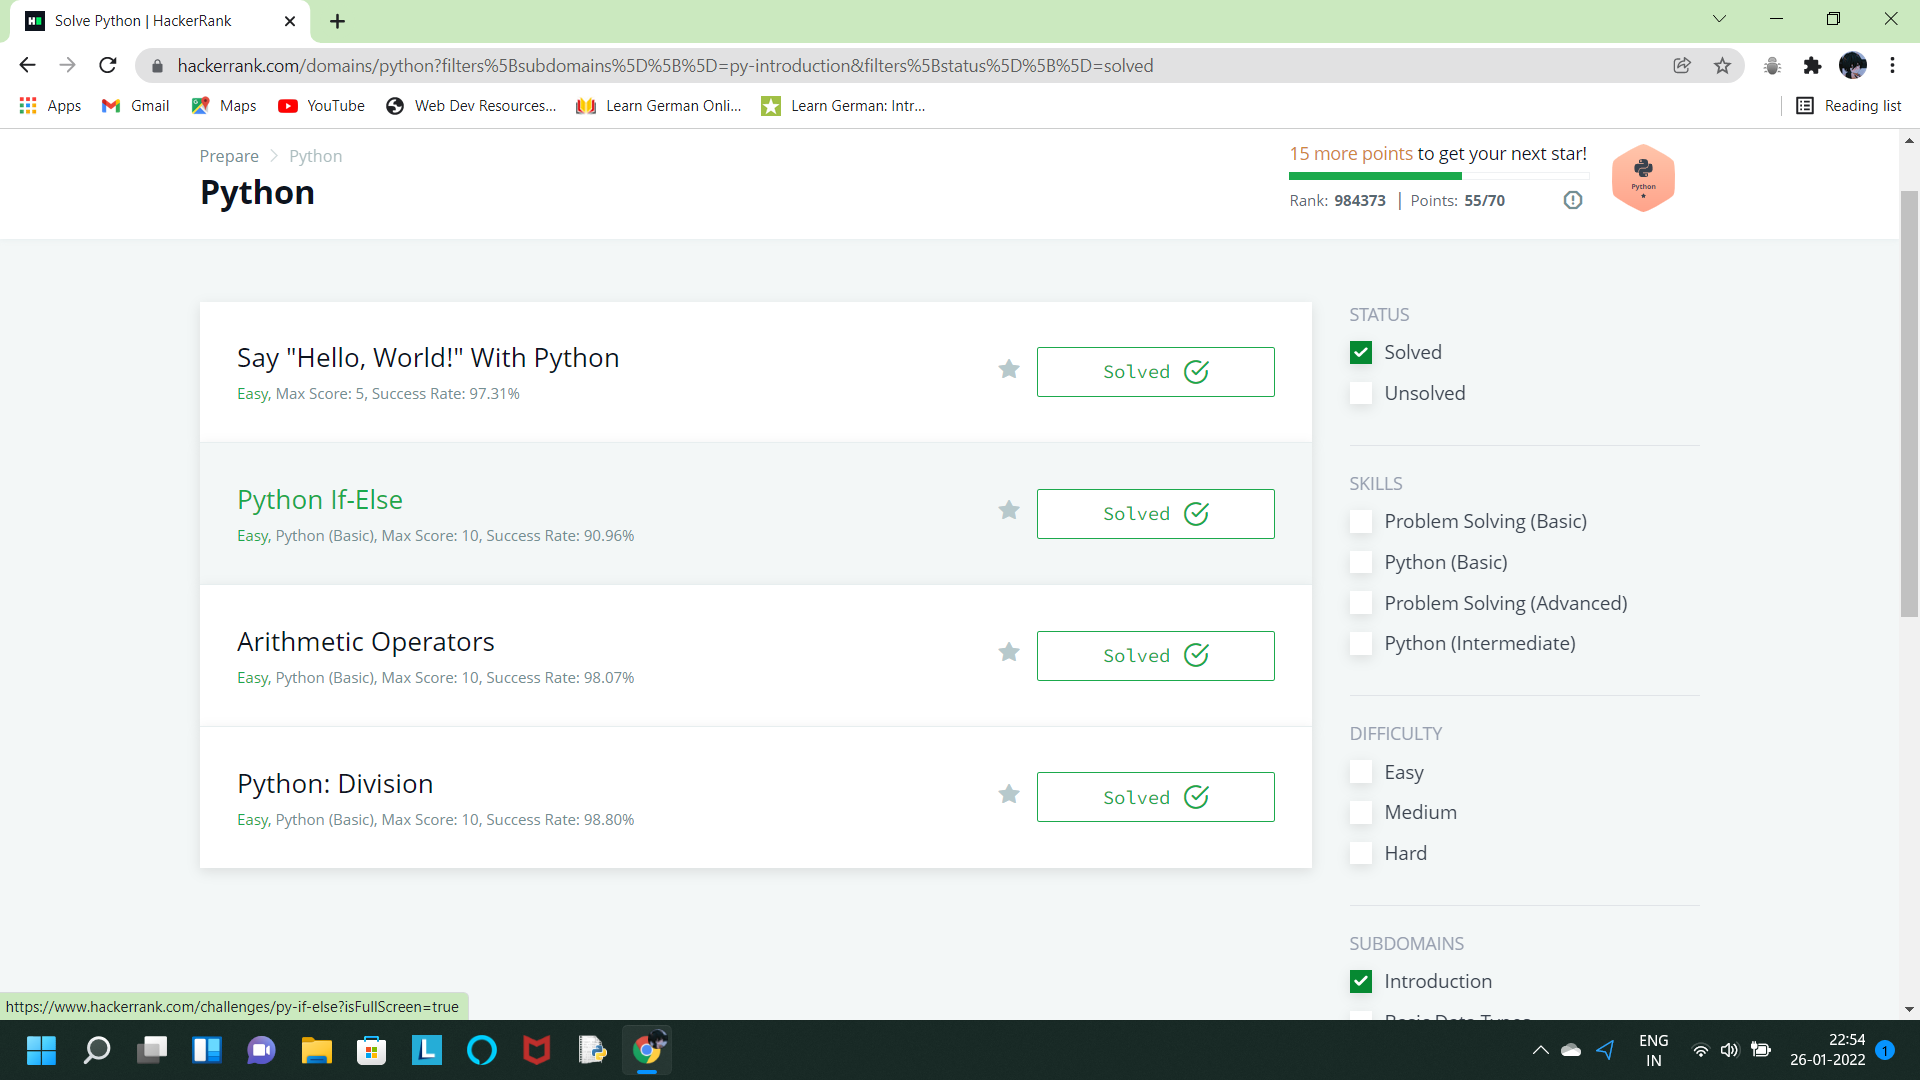 Solve Python | HackerRank
hackerrank.com/domains/python?filters%5Bsubdomains%5D%5B%5D=py-introduction&filters%5Bstatus%5D%5B%5D=solved
Apps Gmail Maps YouTube Web Dev Resources... Learn German Onli... Learn German: Intr... Reading list
Prepare Python
Python
15 more points to get your next star!
Rank: 984373 | Points: 55/70
Python
Say "Hello, World!" With Python
Easy, Max Score: 5, Success Rate: 97.31%
Solved
Python If-Else
Easy, Python (Basic), Max Score: 10, Success Rate: 90.96%
Solved
Arithmetic Operators
Easy, Python (Basic), Max Score: 10, Success Rate: 98.07%
Solved
Python: Division
Easy, Python (Basic), Max Score: 10, Success Rate: 98.80%
Solved
STATUS
Solved
Unsolved
SKILLS
Problem Solving (Basic)
Python (Basic)
Problem Solving (Advanced)
Python (Intermediate)
DIFFICULTY
Easy
Medium
Hard
SUBDOMAINS
Introduction
Basic Data Types
https://www.hackerrank.com/challenges/py-if-else?isFullScreen=true
L
ENG
IN
22:54
26-01-2022
1